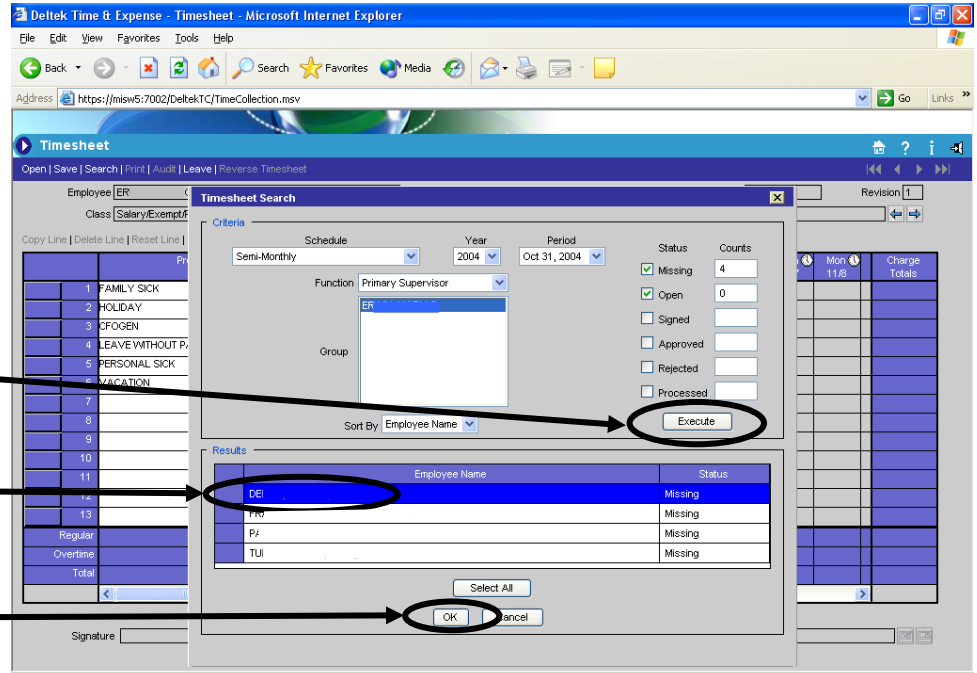 Deltek Time & Expense - Timesheet - Microsoft Internet Explorer
File Edit View Favorites Tools Help
Back Search Favorites Media
Address https://misw5:7002/DeltekTC/TimeCollection.msv Go Links »
Timesheet ? i
Open | Save | Search | Print | Audit | Leave | Reverse Timesheet
Employee ER Revision 1
Class Salary/Exempt/
Copy Line | Delete Line | Reset Line |
Timesheet Search
Criteria
Schedule Year Period Status Counts
Semi-Monthly 2004 Oct 31, 2004
Missing 4
Function Primary Supervisor
Open 0
ER
Signed
Group
Approved
Rejected
Processed
Sort By Employee Name
Execute
Results
Employee Name Status
DE Missing
Missing
PA Missing
TU Missing
Select All
OK Cancel
Mon Charge
11/8 Totals
1 FAMILY SICK
2 HOLIDAY
3 CFOGEN
4 LEAVE WITHOUT
5 PERSONAL SICK
6 VACATION
7
8
9
10
11
12
13
Regular
Overtime
Total
Signature